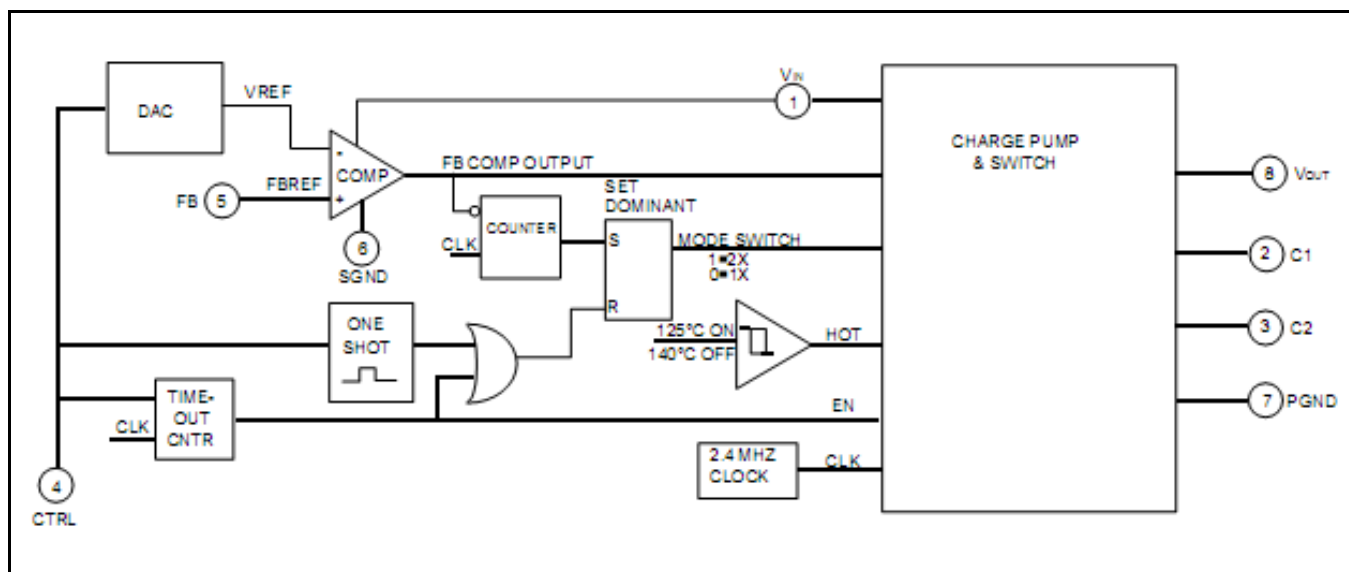 DAC
VREF
VIN
1
CHARGE PUMP
& SWITCH
-
COMP
+
FB COMP OUTPUT
FB
5
FBREF
SET
DOMINANT
8
VOUT
6
SGND
CLK
COUNTER
S
R
MODE SWITCH
1=2X
0=1X
2
C1
ONE
SHOT
125°C ON
140°C OFF
HOT
3
C2
TIME-
OUT
CNTR
CLK
EN
7
PGND
2.4 MHZ
CLOCK
CLK
4
CTRL